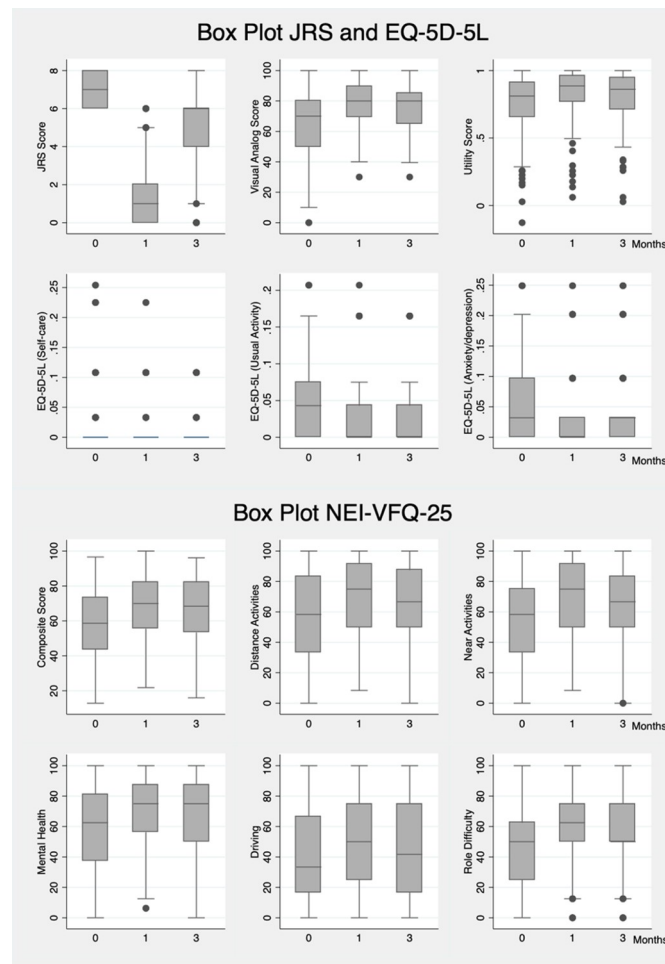 Box Plot JRS and EQ-5D-5L
JRS Score
8
6
4
2
0
0 1 3
Visual Analog Score
100
80
60
40
20
0
0 1 3
Utility Score
1
.5
0
0 1 3 Months
EQ-5D-5L (Self-care)
.25
.2
.15
.1
.05
0
0 1 3
EQ-5D-5L (Usual Activity)
.2
.15
.1
.05
0
0 1 3
EQ-5D-5L (Anxiety/depression)
.25
.2
.15
.1
.05
0
0 1 3 Months
Box Plot NEI-VFQ-25
Composite Score
100
80
60
40
20
0 1 3
Distance Activities
100
80
60
40
20
0
0 1 3
Near Activities
100
80
60
40
20
0
0 1 3 Months
Mental Health
100
80
60
40
20
0
0 1 3
Driving
100
80
60
40
20
0
0 1 3
Role Difficulty
100
80
60
40
20
0
0 1 3 Months